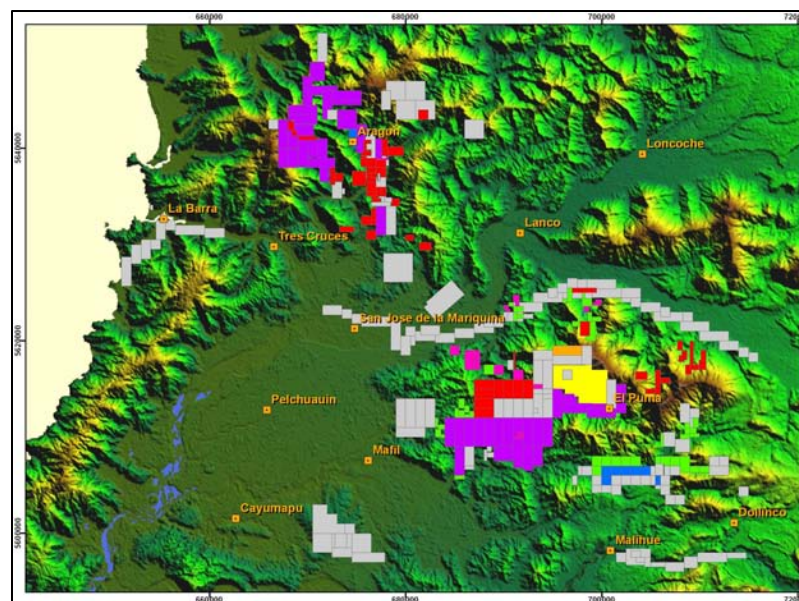 660000 680000 700000 720
5640000
Aragon
Loncoche
La Barra
Lanco
Tres Cruces
San Jose de la Mariquina
5620000
Pelchuauin
El Puma
Mafil
Cayumapu
Dollinco
5600000
Malihue
660000 680000 700000 720